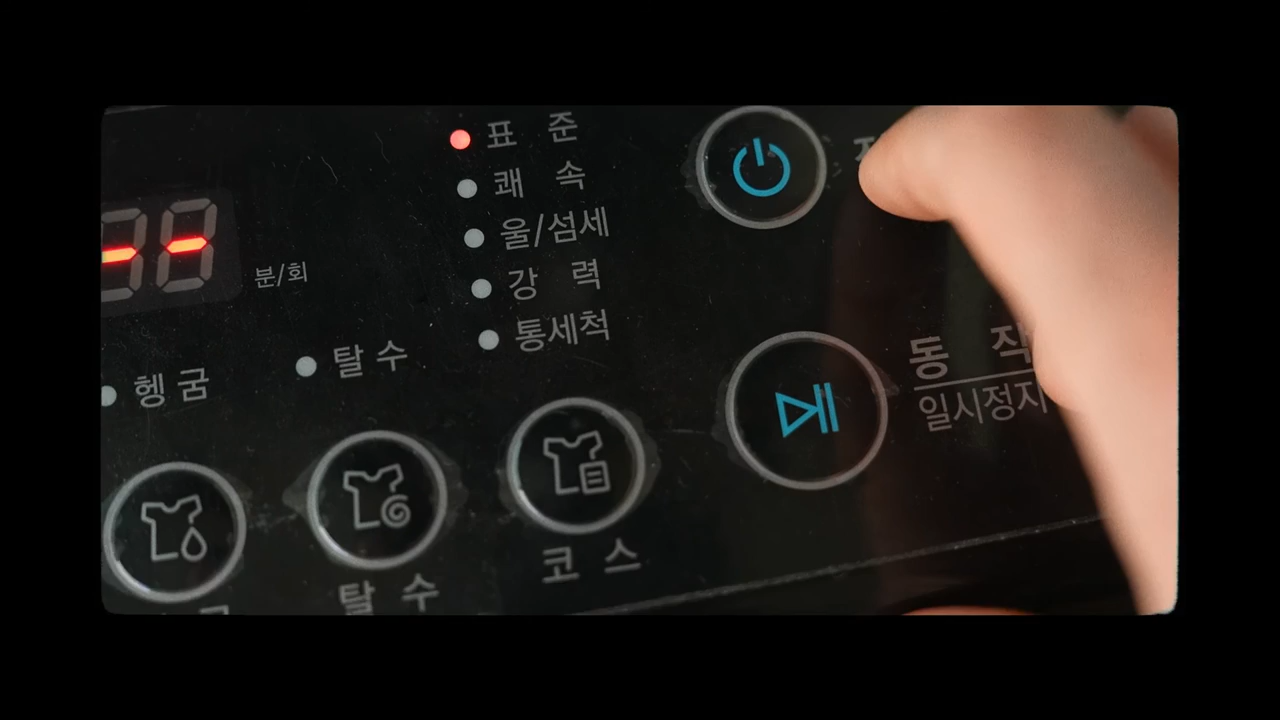 표 준
쾌 속
울/섬세
강 력
통세척
분/회
헹 굼
탈 수
동 작
일시정지
코 스
탈 수